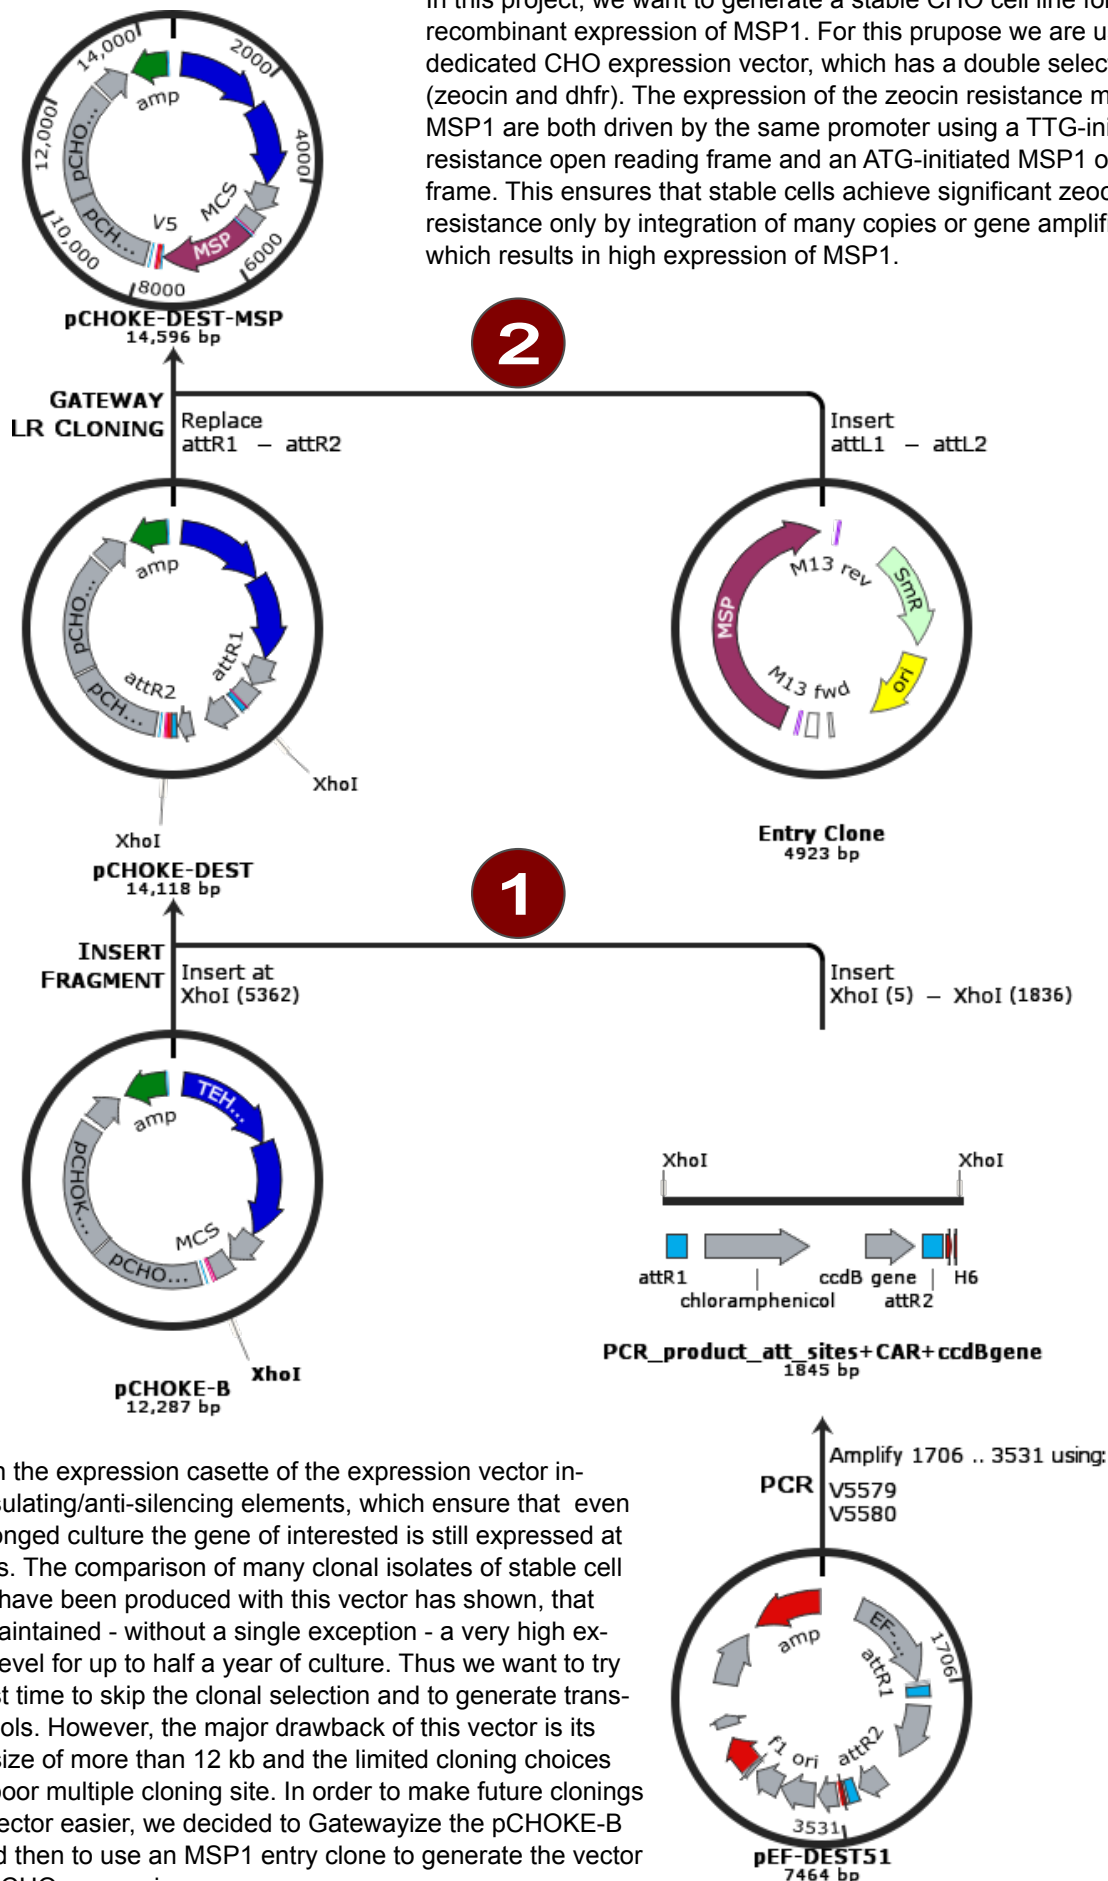 In this project, we want to generate a stable CHO cell line for
recombinant expression of MSP1. For this prupose we are u
dedicated CHO expression vector, which has a double select
(zeocin and dhfr). The expression of the zeocin resistance m
MSP1 are both driven by the same promoter using a TTG-ini
resistance open reading frame and an ATG-initiated MSP1 o
frame. This ensures that stable cells achieve significant zeoc
resistance only by integration of many copies or gene amplifi
which results in high expression of MSP1.
14,000
2000
4000
6000
8000
10,000
12,000
amp
pCHO...
pCH...
V5
MCS
MSP
pCHOKE-DEST-MSP
14,596 bp
2
GATEWAY
LR CLONING
Replace
attR1 – attR2
Insert
attL1 – attL2
amp
pCHO...
pCH...
attR2
attR1
XhoI
XhoI
pCHOKE-DEST
14,118 bp
M13 rev
SmR
MSP
ori
M13 fwd
Entry Clone
4923 bp
1
INSERT
FRAGMENT
Insert at
XhoI (5362)
Insert
XhoI (5) – XhoI (1836)
TEH...
amp
pCHOK...
pCHO...
MCS
XhoI
pCHOKE-B
12,287 bp
XhoI
XhoI
attR1
ccdB gene
H6
chloramphenicol
attR2
PCR_product_att_sites+CAR+ccdBgene
1845 bp
PCR
Amplify 1706 .. 3531 using:
V5579
V5580
n the expression casette of the expression vector in-
sulating/anti-silencing elements, which ensure that even
onged culture the gene of interested is still expressed at
s. The comparison of many clonal isolates of stable cell
have been produced with this vector has shown, that
aintained - without a single exception - a very high ex-
evel for up to half a year of culture. Thus we want to try
st time to skip the clonal selection and to generate trans-
ols. However, the major drawback of this vector is its
size of more than 12 kb and the limited cloning choices
poor multiple cloning site. In order to make future clonings
ector easier, we decided to Gatewayize the pCHOKE-B
d then to use an MSP1 entry clone to generate the vector
amp
EF-...
1706
attR1
attR2
f1 ori
3531
pEF-DEST51
7464 bp